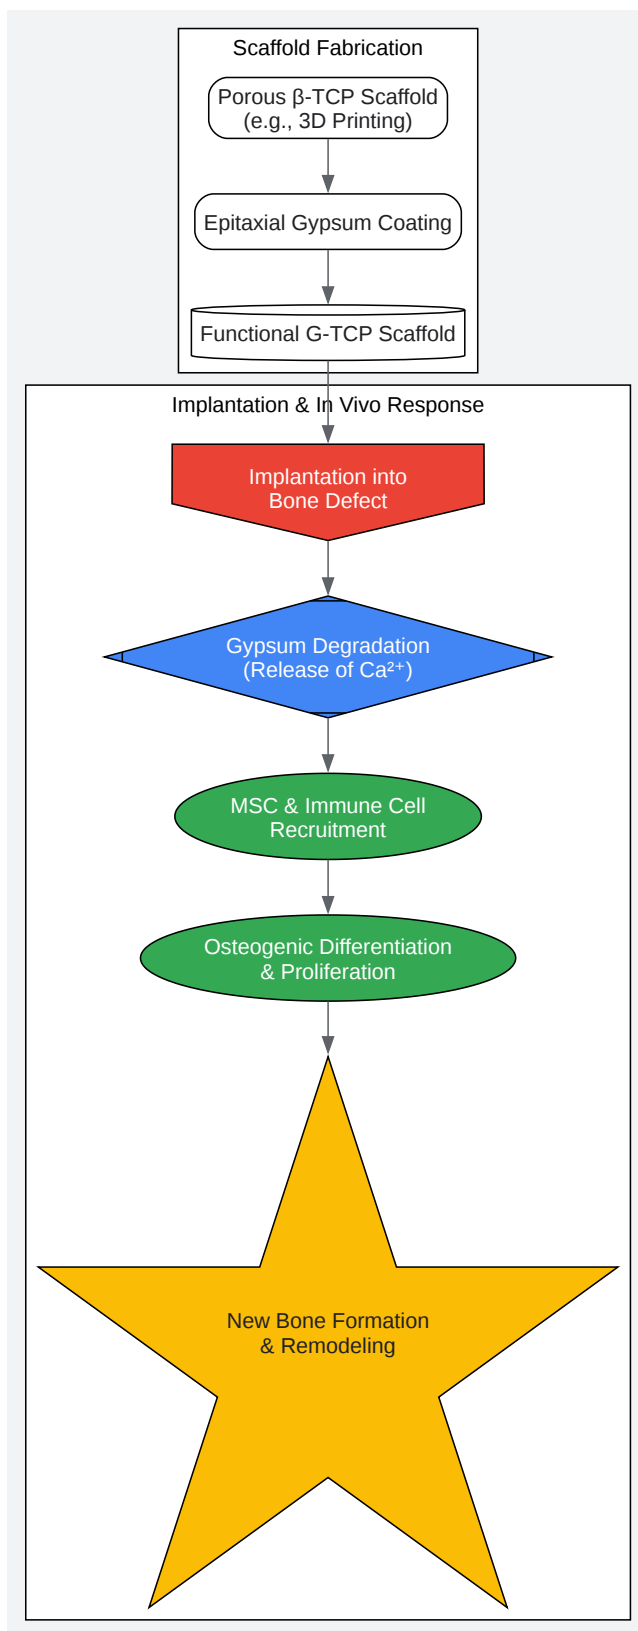 Scaffold Fabrication
Porous β-TCP Scaffold
(e.g., 3D Printing)
Epitaxial Gypsum Coating
Functional G-TCP Scaffold
Implantation & In Vivo Response
Implantation into
Bone Defect
Gypsum Degradation
(Release of Ca²⁺)
MSC & Immune Cell
Recruitment
Osteogenic Differentiation
& Proliferation
New Bone Formation
& Remodeling